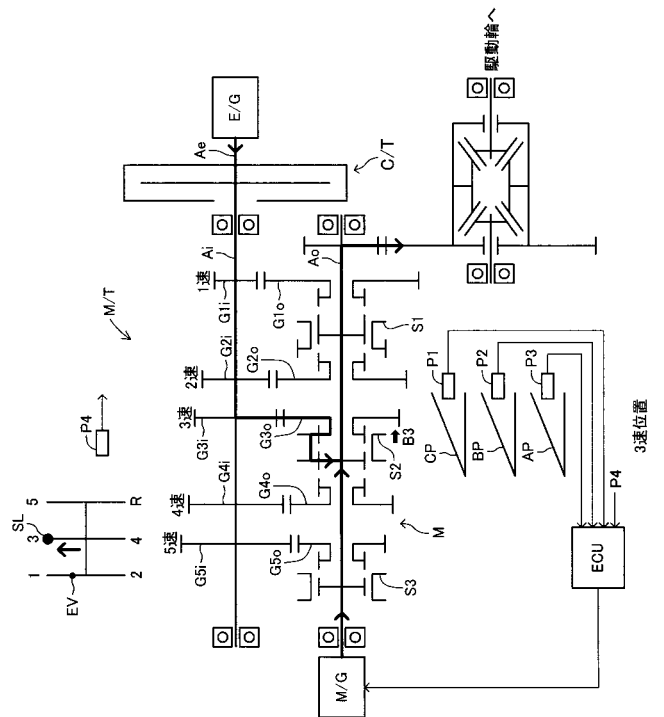 E/G
Ae
C/T
Ai
Ao
M/T
1速
G1i
G1o
S1
2速
G2i
G2o
3速
G3i
G3o
B3
S2
4速
G4i
G4o
M
5速
G5i
G5o
S3
M/G
駆動輪へ
P4
1 3 5
SL
EV
2 4 R
CP
P1
BP
P2
AP
P3
P4
ECU
3速位置